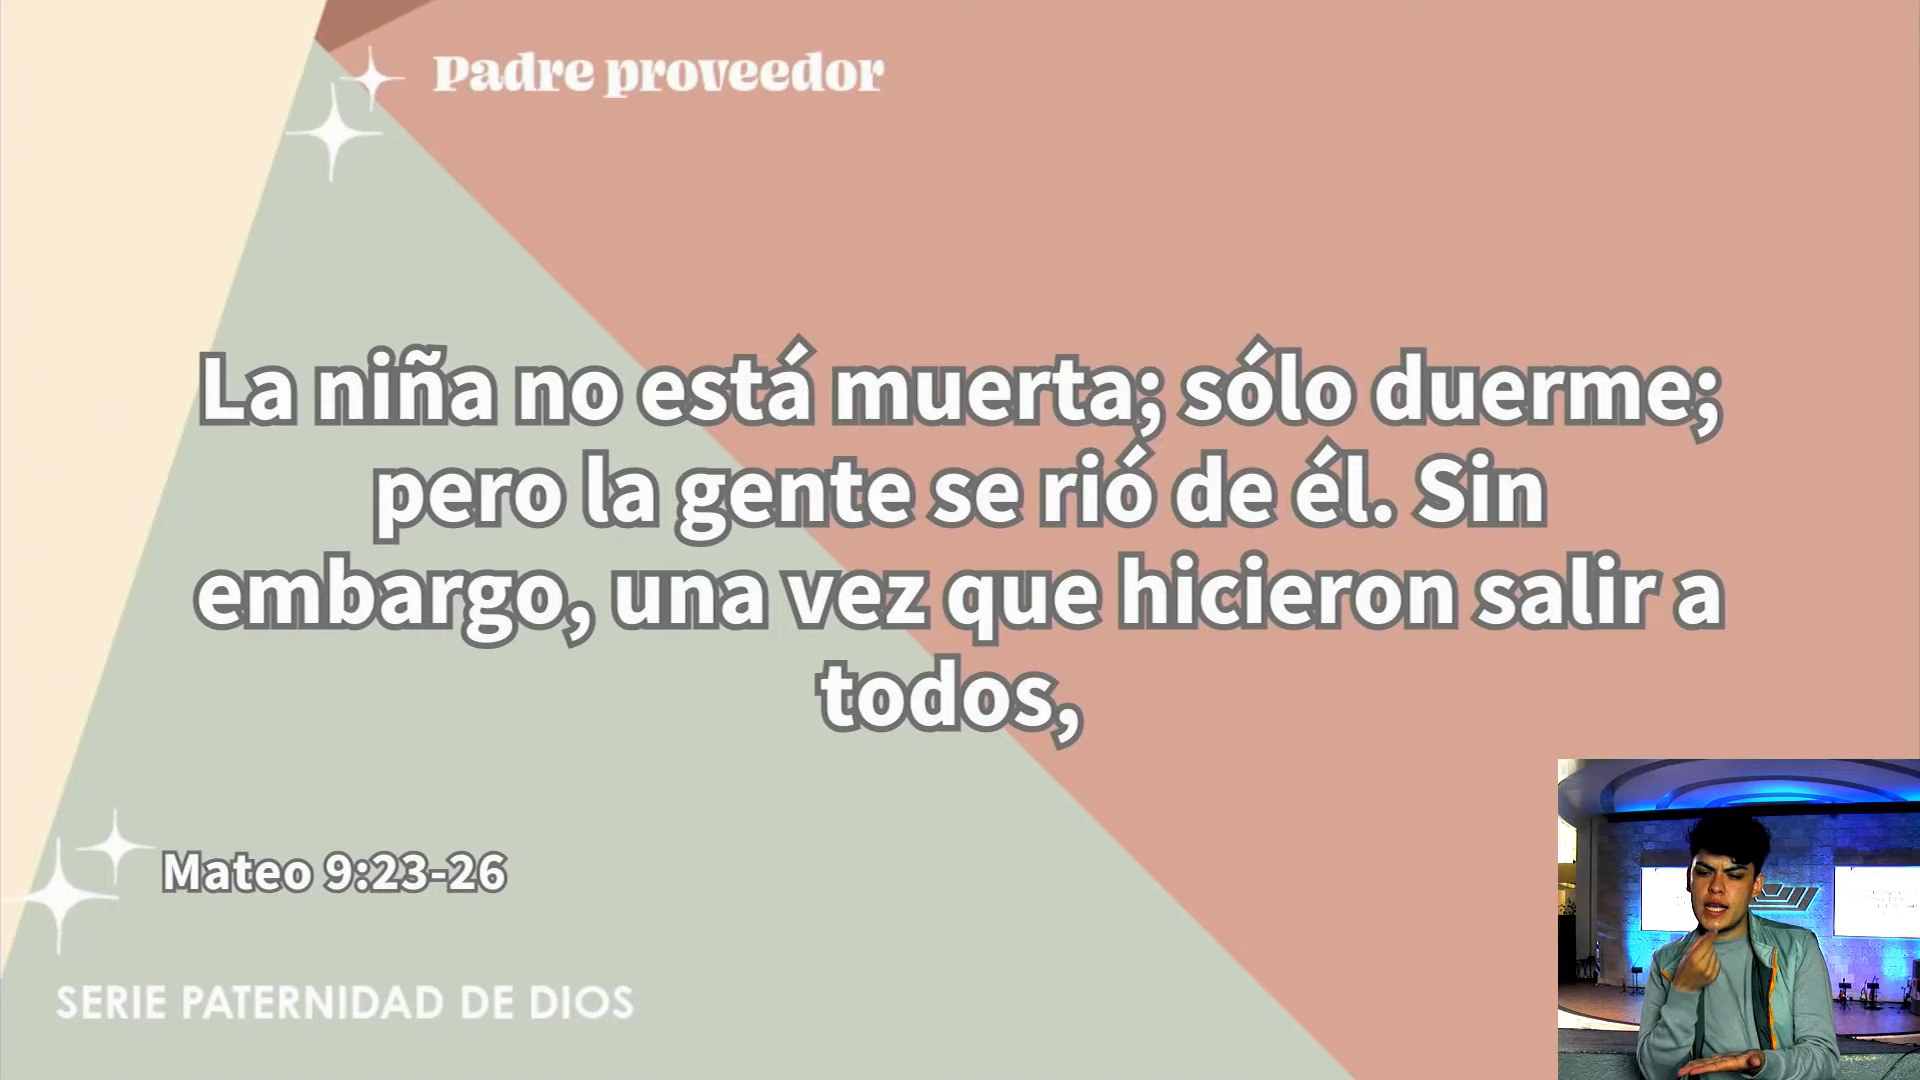 Padre proveedor
La niña no está muerta; sólo duerme;
pero la gente se rió de él. Sin
embargo, una vez que hicieron salir a
todos,
Mateo 9:23-26
SERIE PATERNIDAD DE DIOS